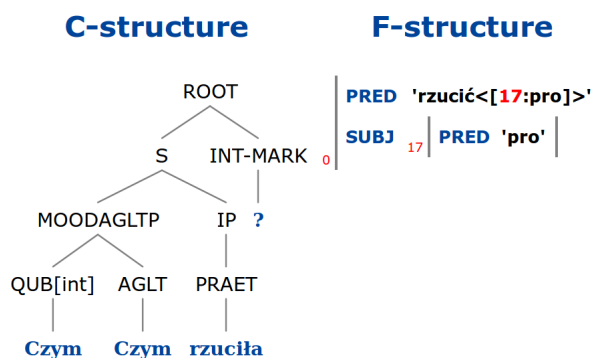 C-structure F-structure
ROOT
PRED 'rzucić<[17:pro]>'
SUBJ 17 PRED 'pro'
S INT-MARK 0
MOODAGLTP IP ?
QUB[int] AGLT PRAET
Czym Czym rzuciła